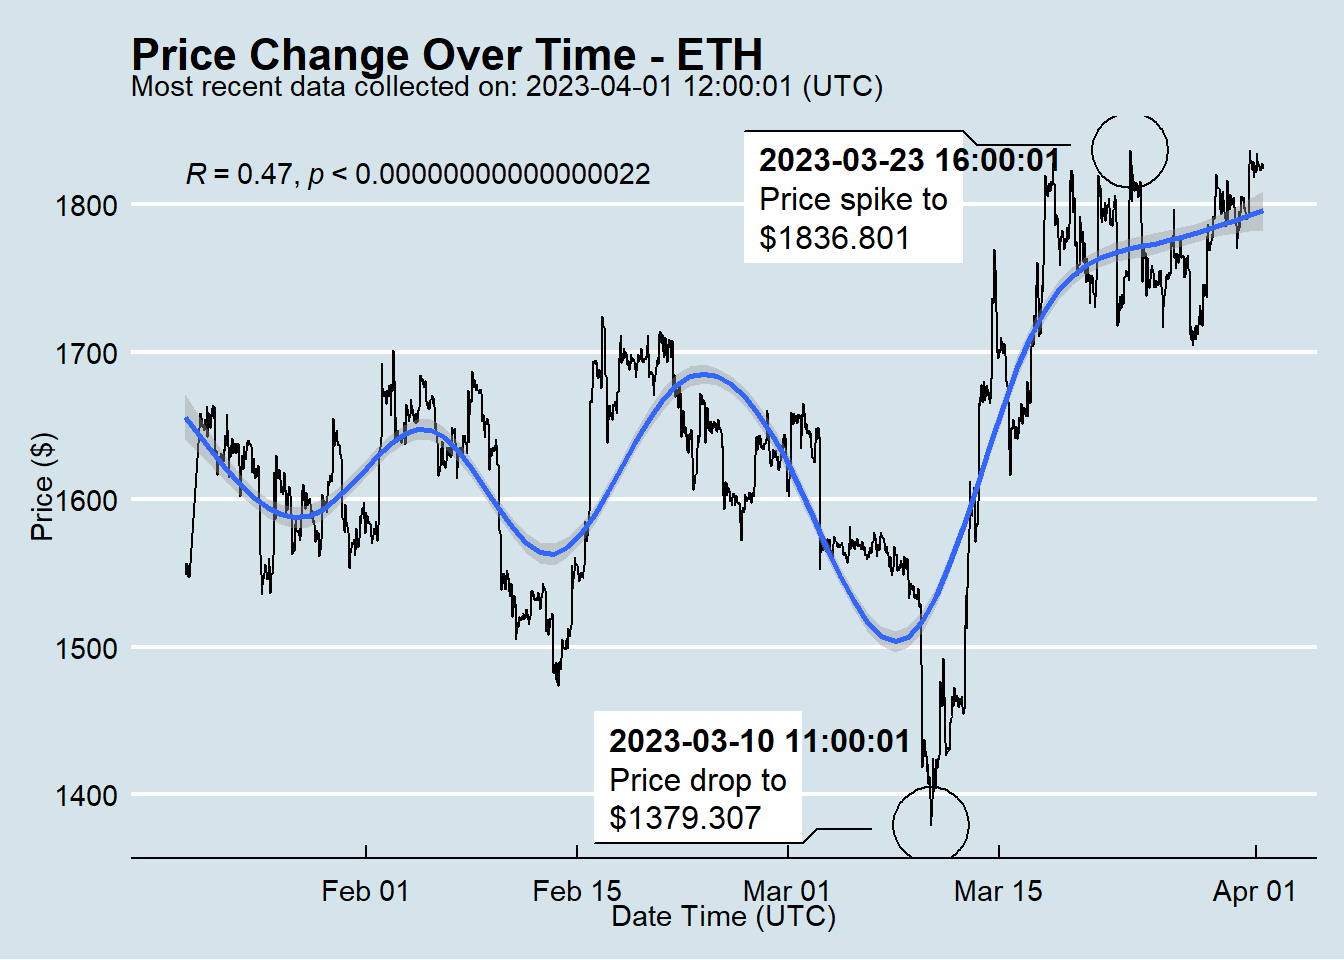 Price Change Over Time - ETH
Most recent data collected on: 2023-04-01 12:00:01 (UTC)
R = 0.47, p < 0.00000000000000022
2023-03-23 16:00:01
Price spike to
$1836.801
1800
1700
1600
1500
1400
Price ($)
2023-03-10 11:00:01
Price drop to
$1379.307
Feb 01 Feb 15 Mar 01 Mar 15 Apr 01
Date Time (UTC)